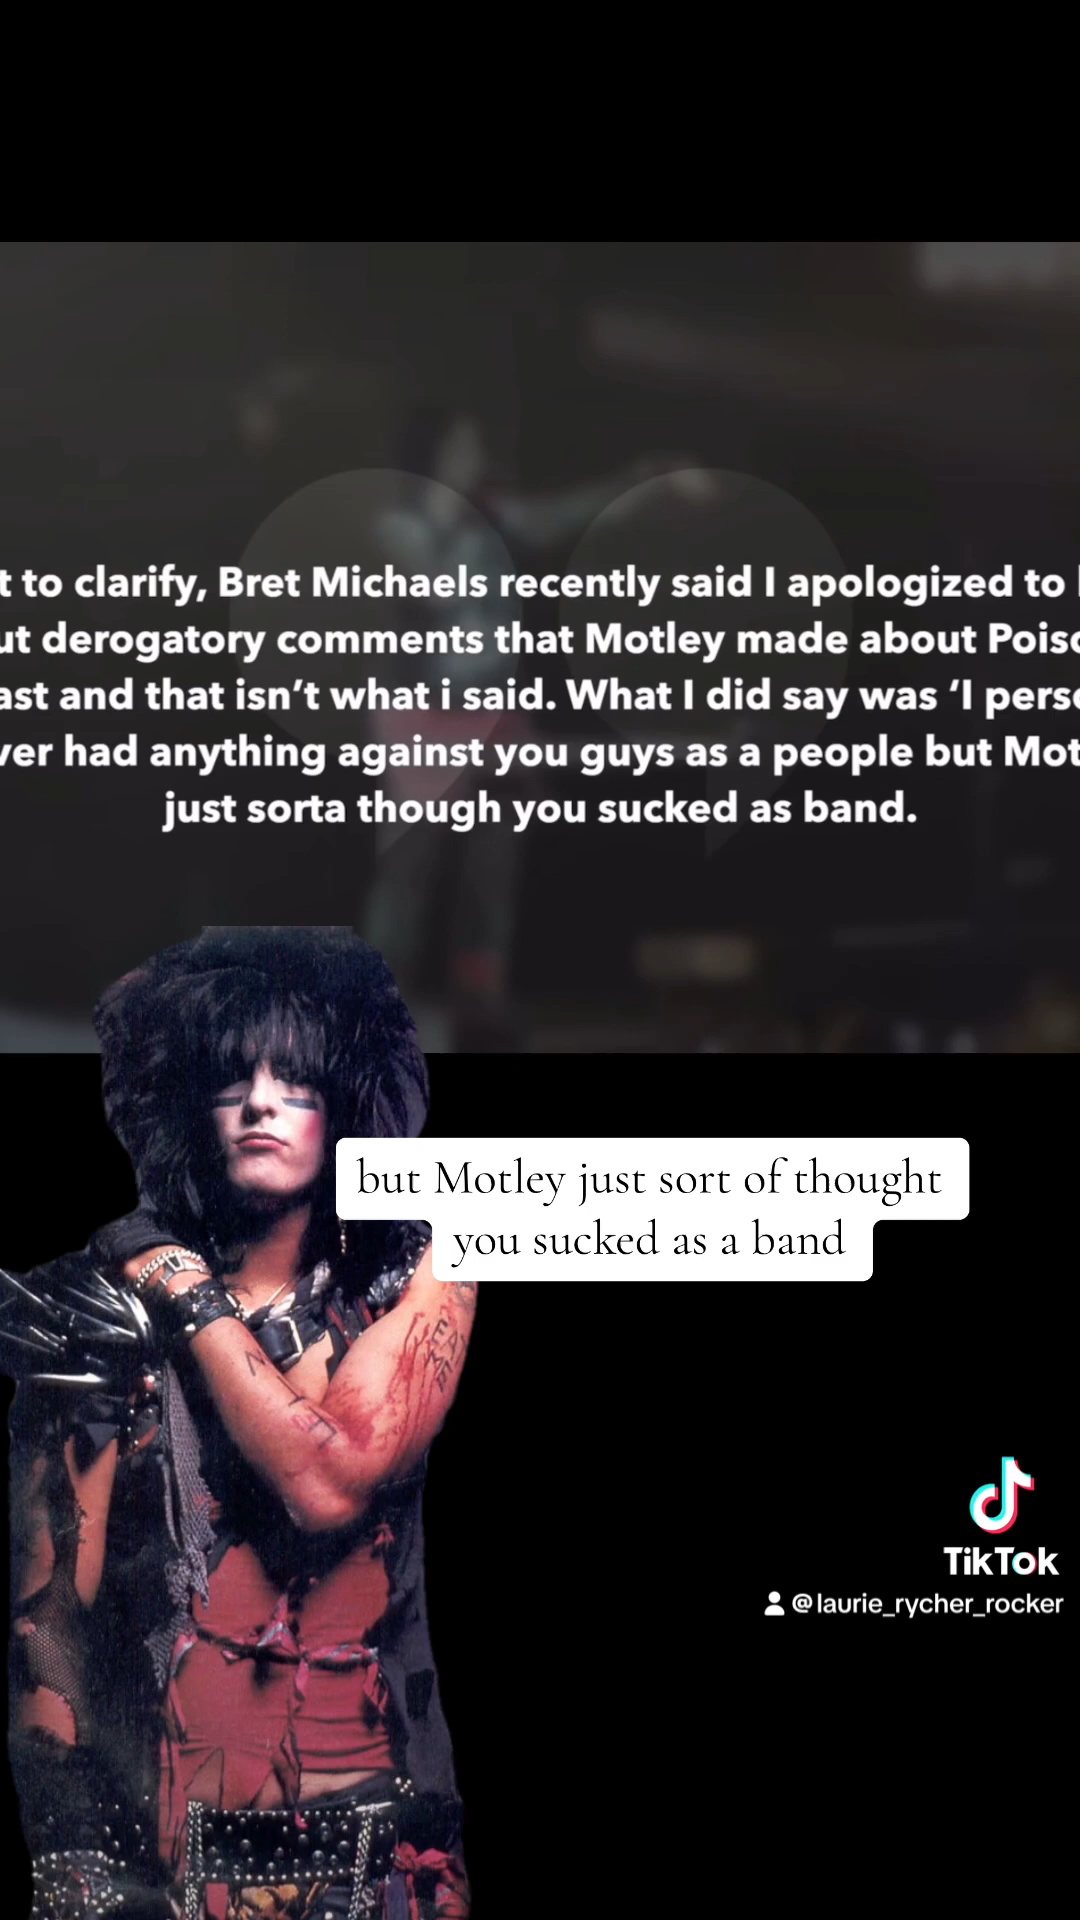 t to clarify, Bret Michaels recently said I apologized to
ut derogatory comments that Motley made about Poiso
ast and that isn’t what i said. What I did say was ‘I perso
ver had anything against you guys as a people but Mot
just sorta though you sucked as band.
but Motley just sort of thought
you sucked as a band
EAT
ME
TikTok
@laurie_rycher_rocker